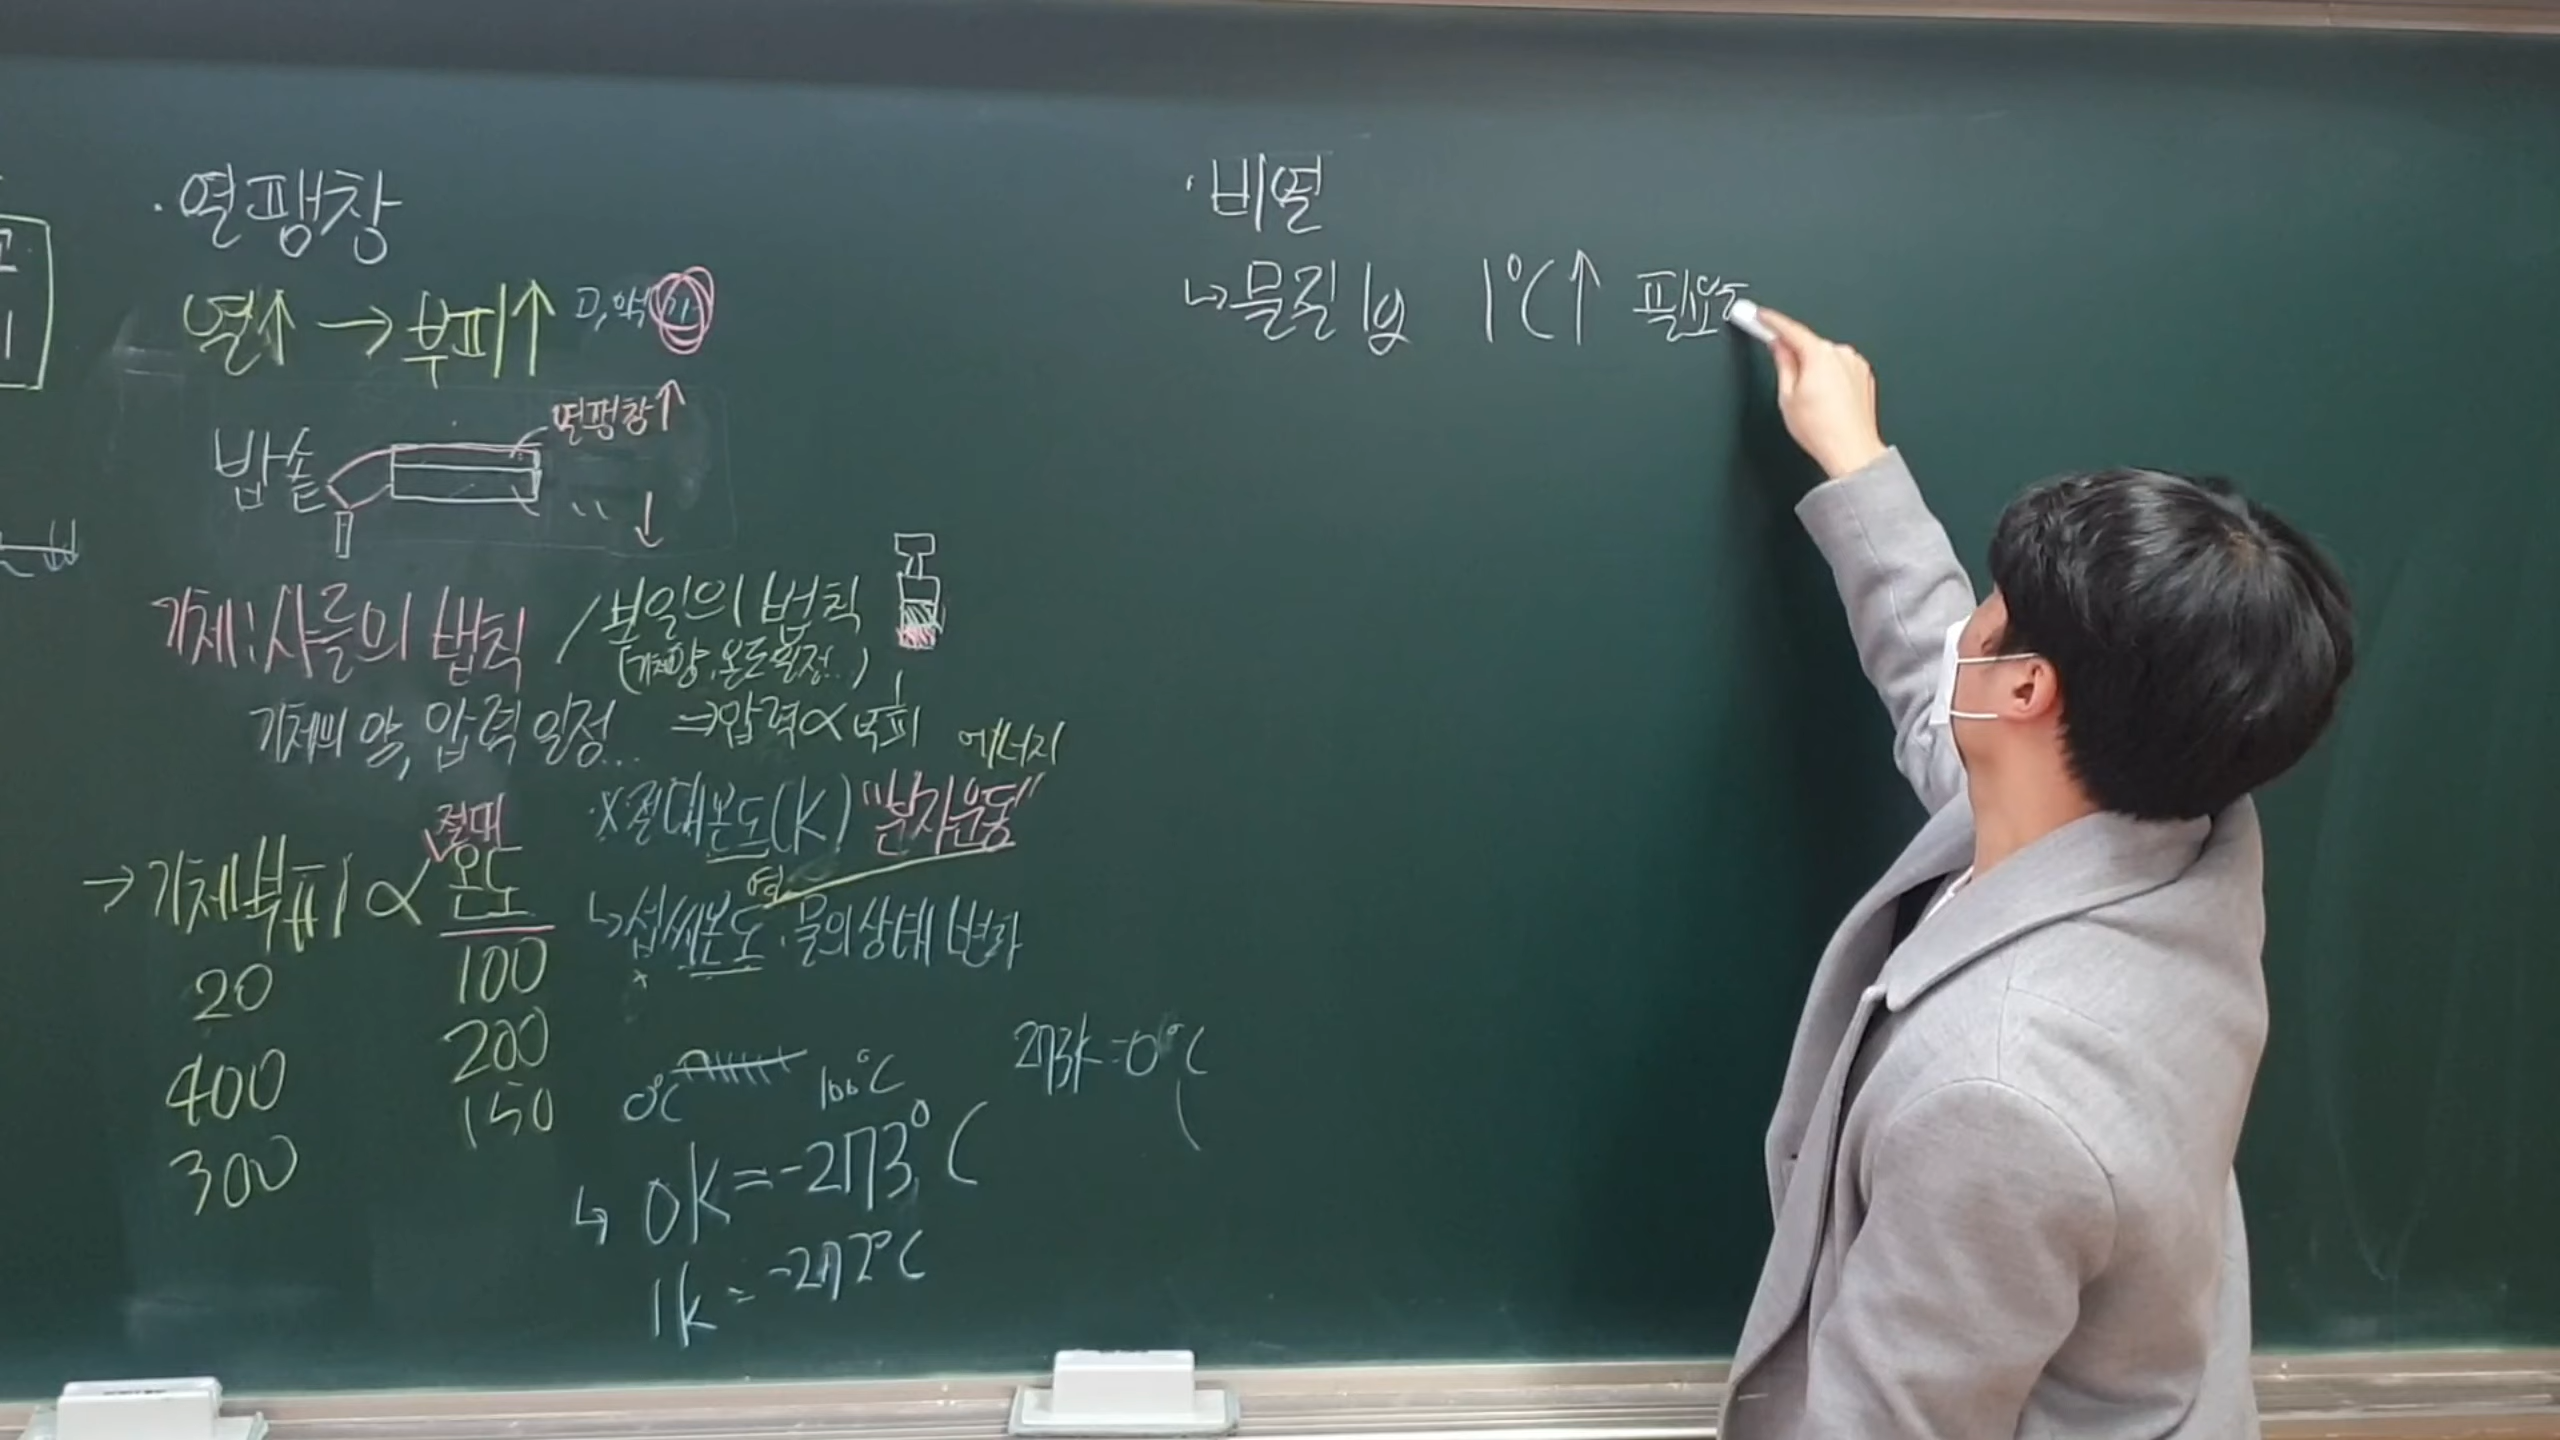 · 열팽창
열↑ → 부피↑ 고, 액, 기
밥솥 열팽창↑
↓
기체: 샤를의 법칙 / 보일의 법칙
(기체양, 온도 일정...)
기체의 양, 압력 일정... ⇒ 압력 ∝ 1/부피
→ 기체부피 ∝ 절대온도
20 100
400 200
300 150
※ 절대온도(K) "분자운동" 에너지
열
↳ 섭씨온도 · 물의 상태 변화
0℃ 100℃
273K = 0℃
↳ 0K = -273℃
1K = -272℃
· 비열
↳ 물질 1g 1℃↑ 필요